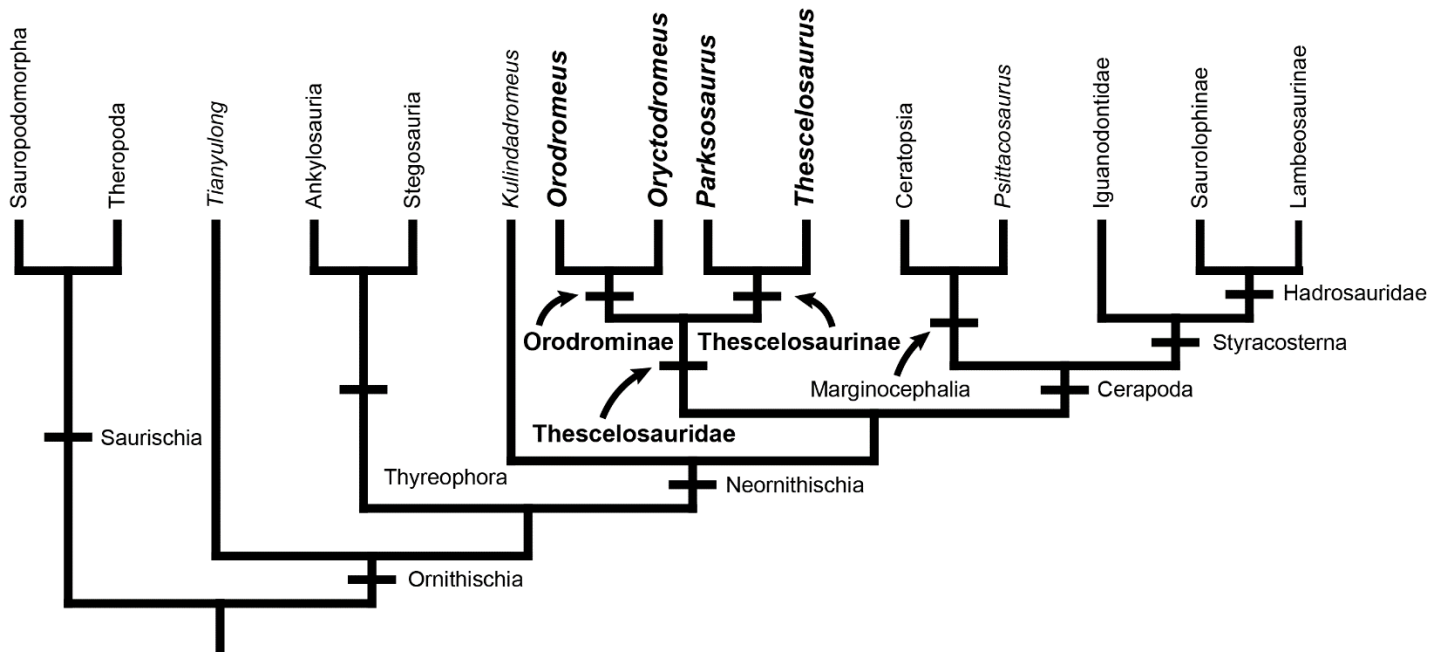 Sauropodomorpha
Theropoda
Tianyulong
Ankylosauria
Stegosauria
Kulindadromeus
Orodromeus
Oryctodromeus
Parksosaurus
Thescelosaurus
Ceratopsia
Psittacosaurus
Iguanodontidae
Saurolophinae
Lambeosaurinae
Hadrosauridae
Orodrominae
Thescelosaurinae
Styracosterna
Marginocephalia
Cerapoda
Thescelosauridae
Saurischia
Thyreophora
Neornithischia
Ornithischia